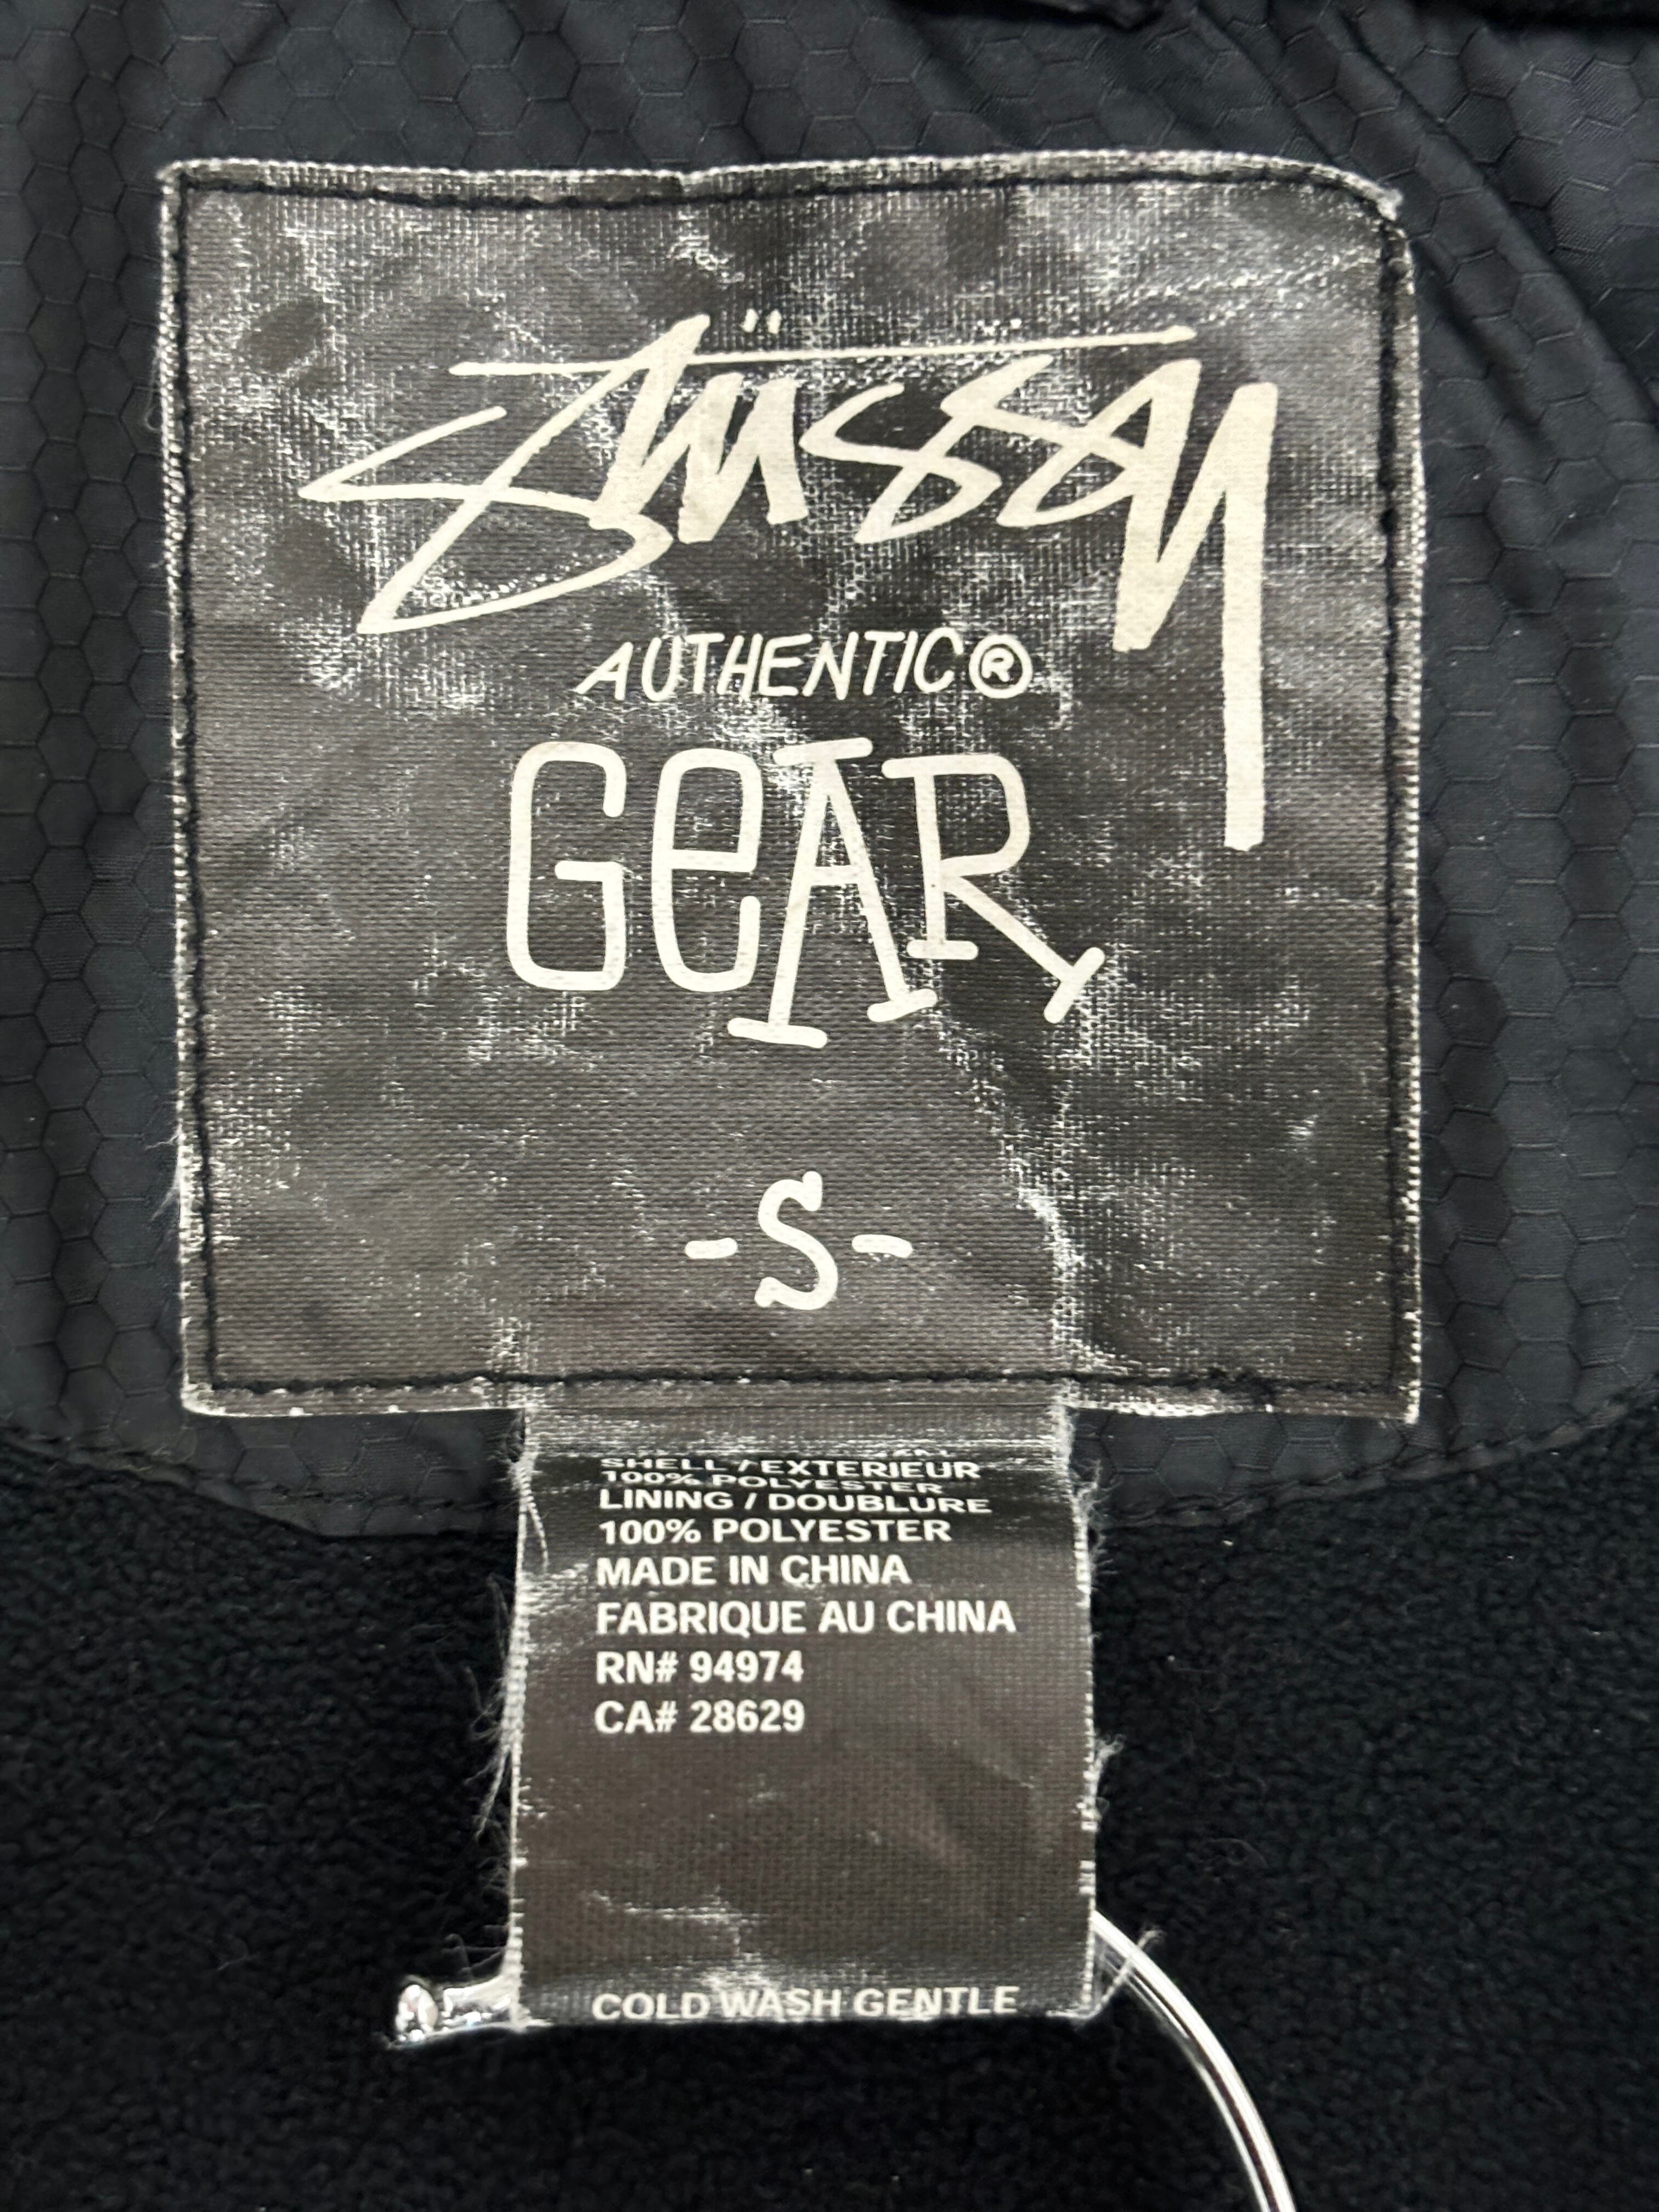 Stüssy
AUTHENTIC®
GeAR
-S-
SHELL / EXTERIEUR
100% POLYESTER
LINING / DOUBLURE
100% POLYESTER
MADE IN CHINA
FABRIQUE AU CHINA
RN# 94974
CA# 28629
COLD WASH GENTLE